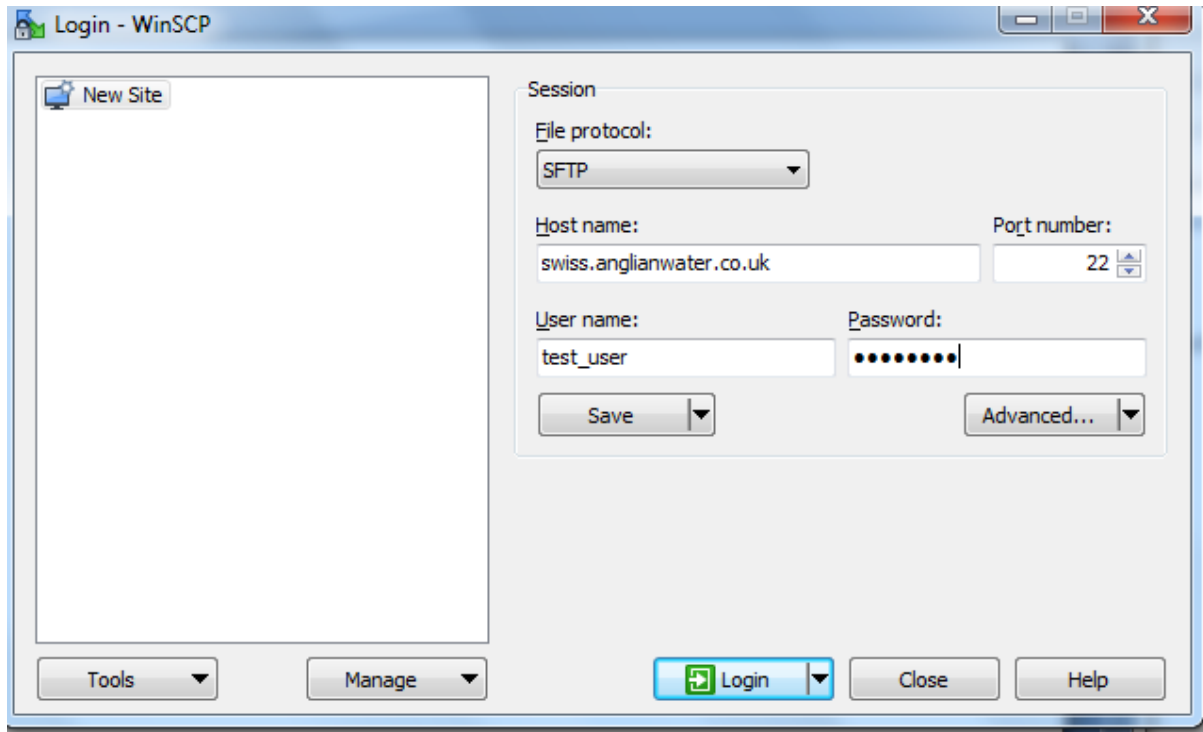 Login - WinSCP
New Site
Session
File protocol:
SFTP
Host name: Port number:
swiss.anglianwater.co.uk 22
User name: Password:
test_user ●●●●●●●●
Save Advanced...
Tools Manage Login Close Help